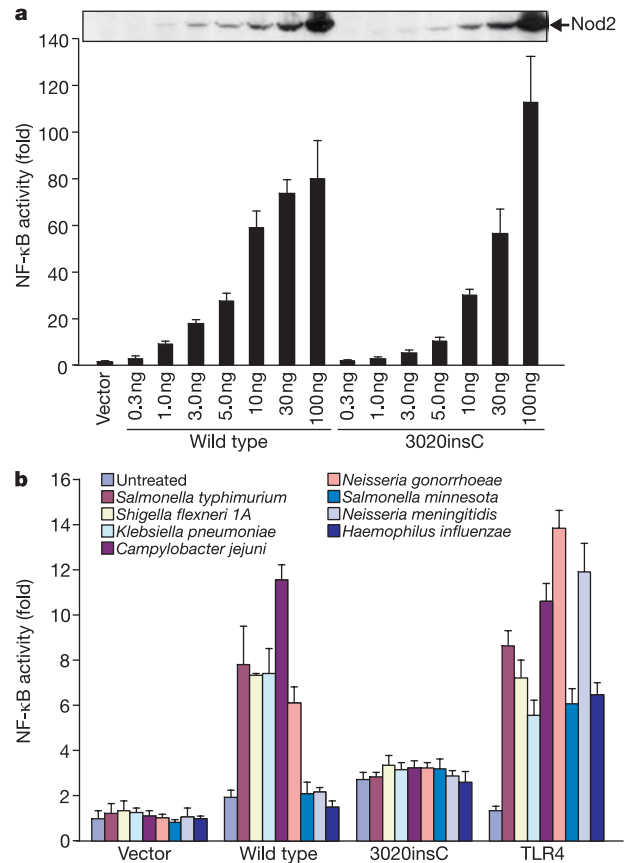 a
Nod2
140
120
100
80
60
40
20
0
NF-κB activity (fold)
Vector
0.3ng
1.0ng
3.0ng
5.0ng
10ng
30ng
100ng
0.3ng
1.0ng
3.0ng
5.0ng
10ng
30ng
100ng
Wild type 3020insC
b
16
14
12
10
8
6
4
2
0
NF-κB activity (fold)
Untreated
Salmonella typhimurium
Shigella flexneri 1A
Klebsiella pneumoniae
Campylobacter jejuni
Neisseria gonorrhoeae
Salmonella minnesota
Neisseria meningitidis
Haemophilus influenzae
Vector Wild type 3020insC TLR4